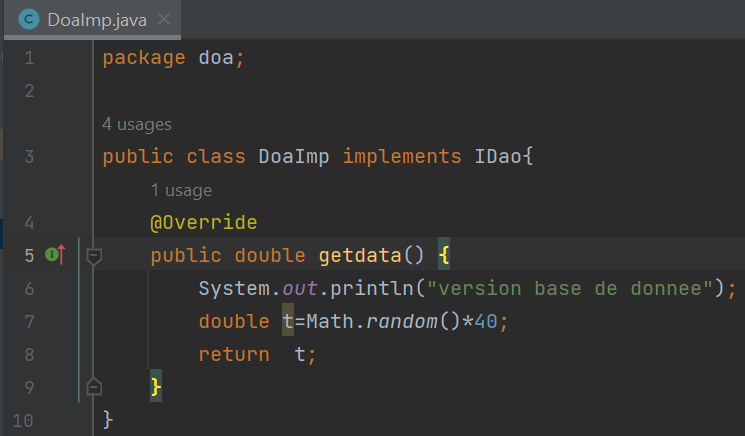 DoaImp.java
1 package doa;
2
4 usages
3 public class DoaImp implements IDao{
1 usage
4 @Override
5 public double getdata() {
6 System.out.println("version base de donnee");
7 double t=Math.random()*40;
8 return  t;
9 }
10 }